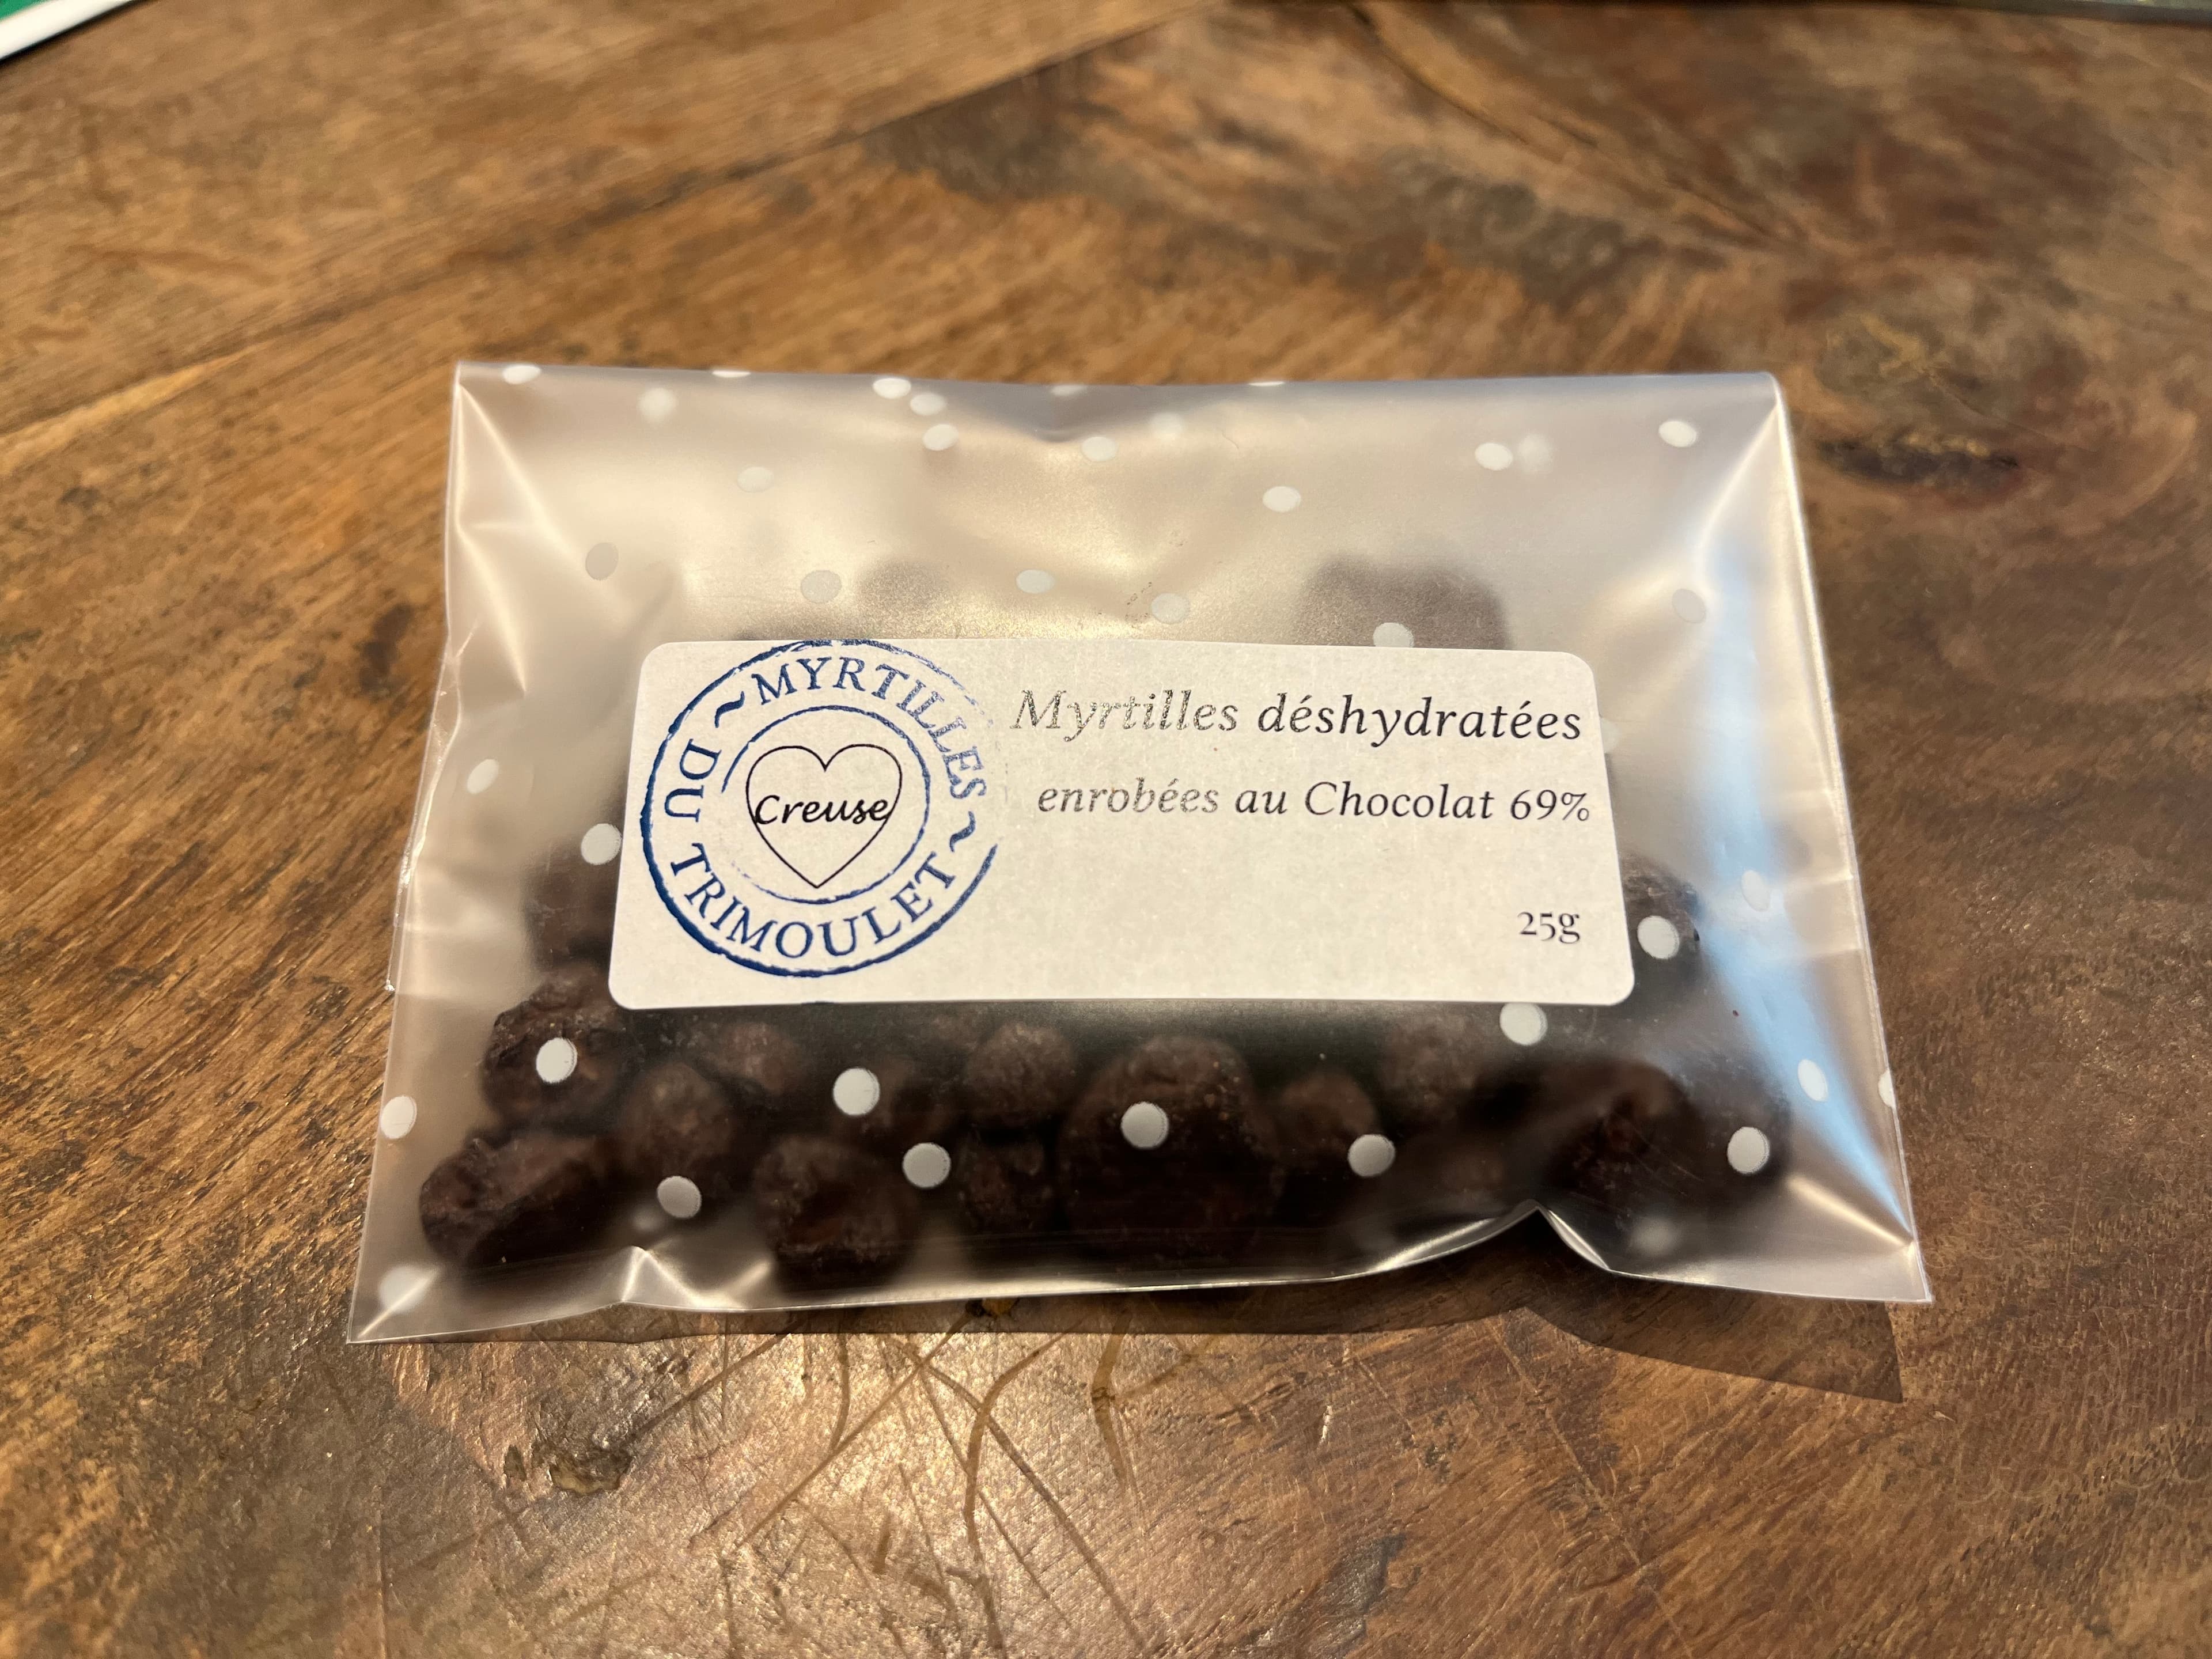 ~ MYRTILLES ~
DU TRIMOULET
Creuse
Myrtilles déshydratées
enrobées au Chocolat 69%
25g